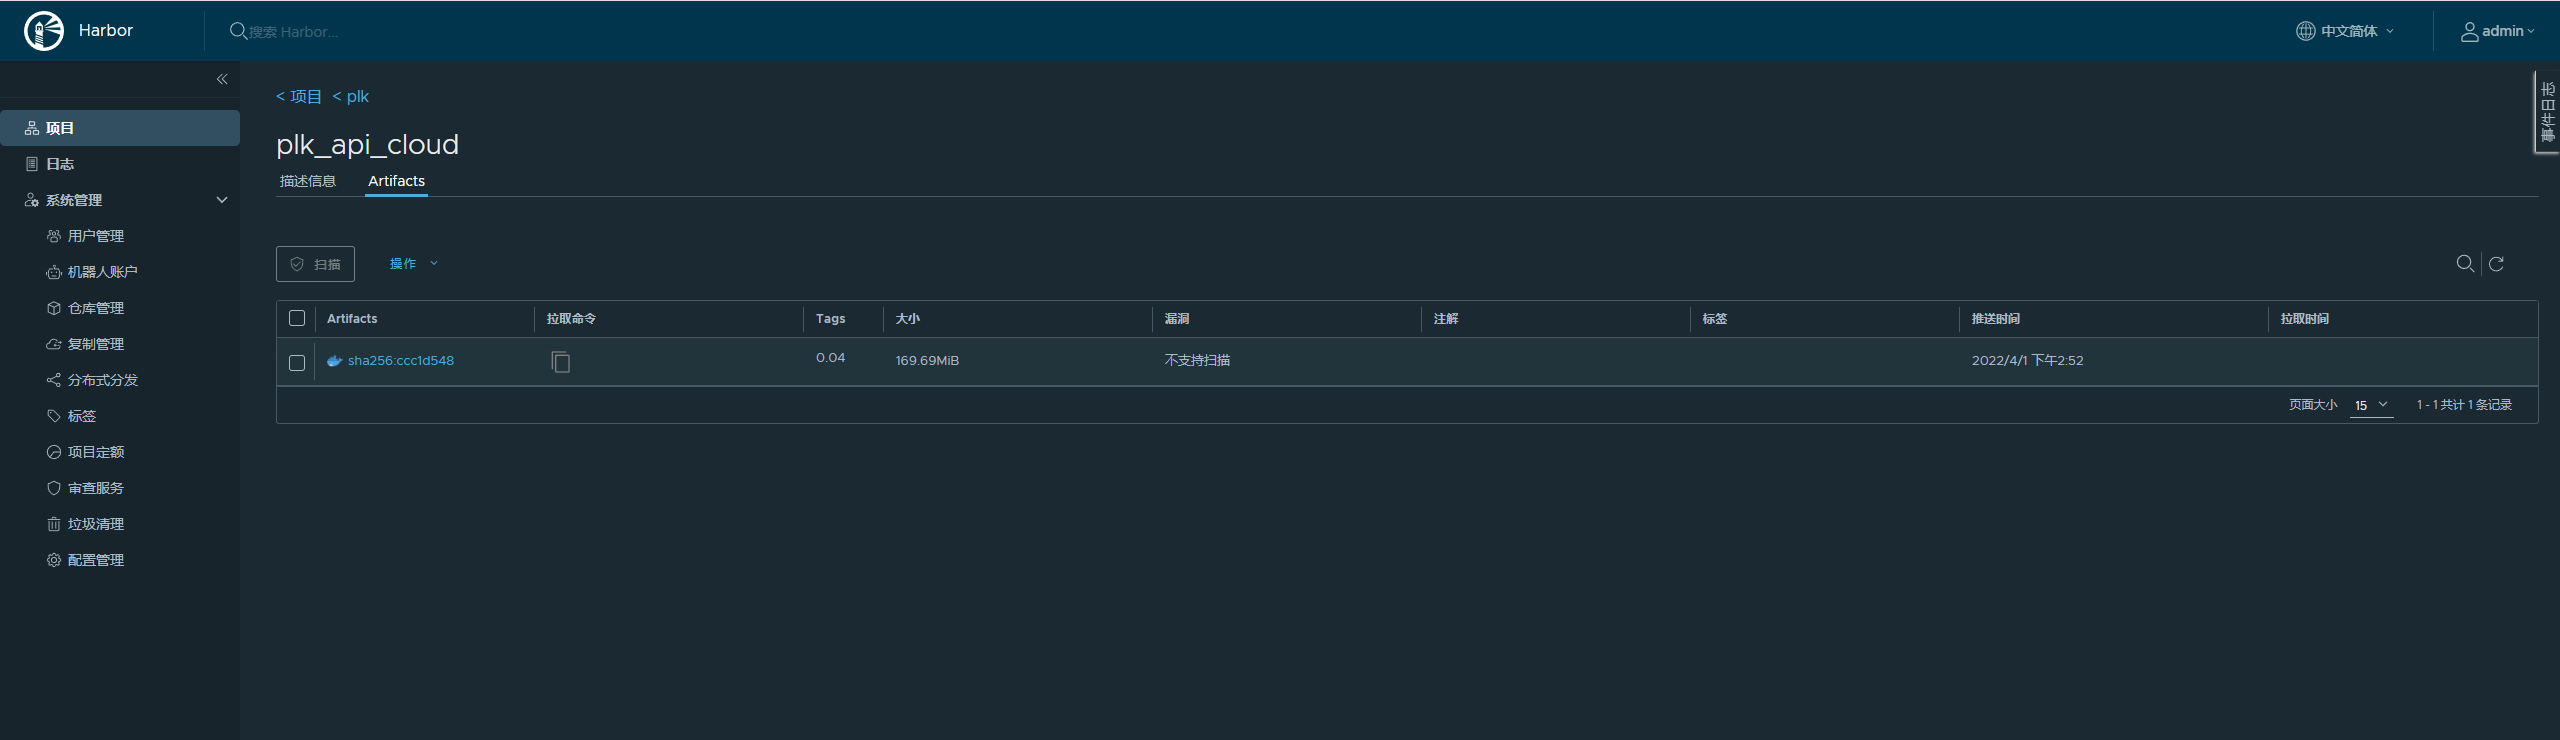 Harbor
搜索 Harbor...
中文简体
admin
事件日志
项目
日志
系统管理
用户管理
机器人账户
仓库管理
复制管理
分布式分发
标签
项目定额
审查服务
垃圾清理
配置管理
< 项目 < plk
plk_api_cloud
描述信息 Artifacts
扫描 操作
Artifacts 拉取命令 Tags 大小 漏洞 注解 标签 推送时间 拉取时间
sha256:ccc1d548 0.04 169.69MiB 不支持扫描 2022/4/1 下午2:52
页面大小 15 1 - 1 共计 1 条记录